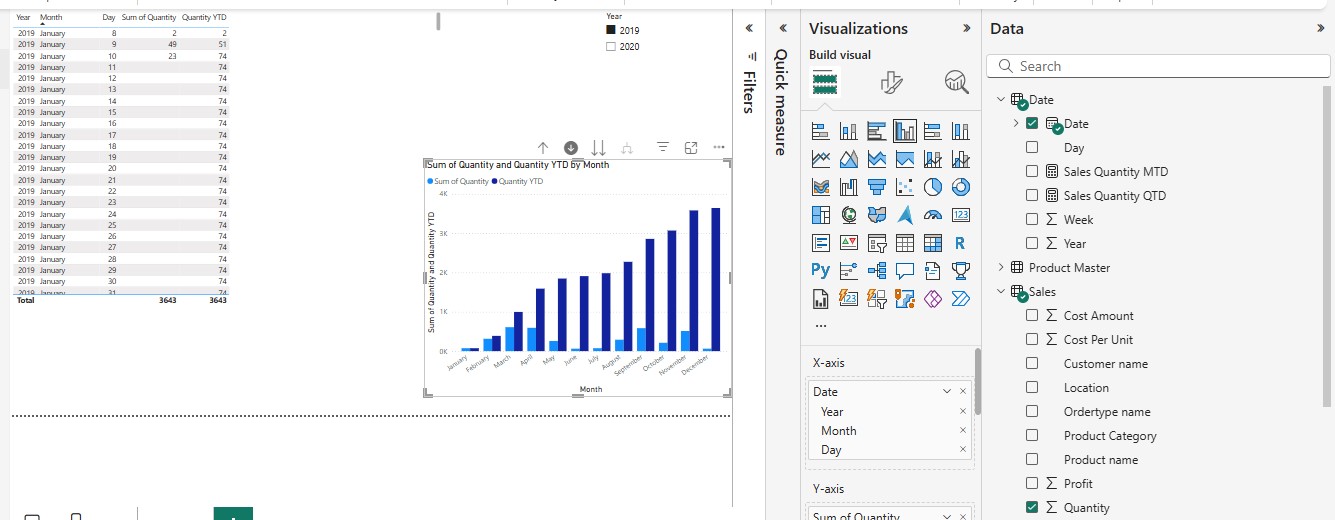 Year Month Day Sum of Quantity Quantity YTD
2019 January 8 2 2
2019 January 9 49 51
2019 January 10 23 74
2019 January 11 74
2019 January 12 74
2019 January 13 74
2019 January 14 74
2019 January 15 74
2019 January 16 74
2019 January 17 74
2019 January 18 74
2019 January 19 74
2019 January 20 74
2019 January 21 74
2019 January 22 74
2019 January 23 74
2019 January 24 74
2019 January 25 74
2019 January 26 74
2019 January 27 74
2019 January 28 74
2019 January 29 74
2019 January 30 74
2019 January 31 74
Total 3643 3643
Year
2019
2020
Sum of Quantity and Quantity YTD by Month
Sum of Quantity Quantity YTD
Sum of Quantity and Quantity YTD
4K
3K
2K
1K
0K
January February March April May June July August September October November December
Month
Filters
Quick measure
Visualizations
Build visual
123
R
Py
123
...
X-axis
Date
Year
Month
Day
Y-axis
Sum of Quantity
Data
Search
Date
Date
Day
Sales Quantity MTD
Sales Quantity QTD
Week
Year
Product Master
Sales
Cost Amount
Cost Per Unit
Customer name
Location
Ordertype name
Product Category
Product name
Profit
Quantity